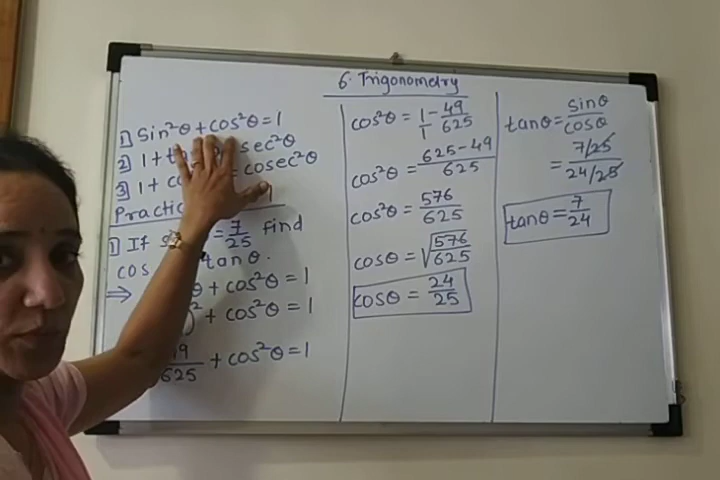 6. Trigonometry
1] Sin²θ + cos²θ = 1
2] 1 + sec²θ
3] 1 + = cosec²θ
1] If = 7/25 find
cos tanθ.
⇒ θ + cos²θ = 1
)² + cos²θ = 1
/625 + cos²θ = 1
cos²θ = 1/1 - 49/625
cos²θ = 625 - 49/625
cos²θ = 576/625
cosθ = √576/625
cosθ = 24/25
tanθ = sinθ/cosθ
= 7/25/24/25
tanθ = 7/24